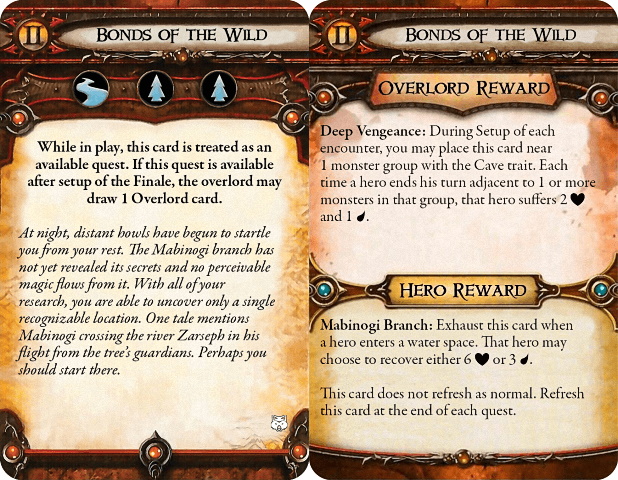 II
BONDS OF THE WILD
While in play, this card is treated as an
available quest. If this quest is available
after setup of the Finale, the overlord may
draw 1 Overlord card.
At night, distant howls have begun to startle
you from your rest. The Mabinogi branch has
not yet revealed its secrets and no perceivable
magic flows from it. With all of your
research, you are able to uncover only a single
recognizable location. One tale mentions
Mabinogi crossing the river Zarseph in his
flight from the tree's guardians. Perhaps you
should start there.
II
BONDS OF THE WILD
OVERLORD REWARD
Deep Vengeance: During Setup of each
encounter, you may place this card near
1 monster group with the Cave trait. Each
time a hero ends his turn adjacent to 1 or more
monsters in that group, that hero suffers 2
and 1 .
HERO REWARD
Mabinogi Branch: Exhaust this card when
a hero enters a water space. That hero may
choose to recover either 6 or 3 .
This card does not refresh as normal. Refresh
this card at the end of each quest.